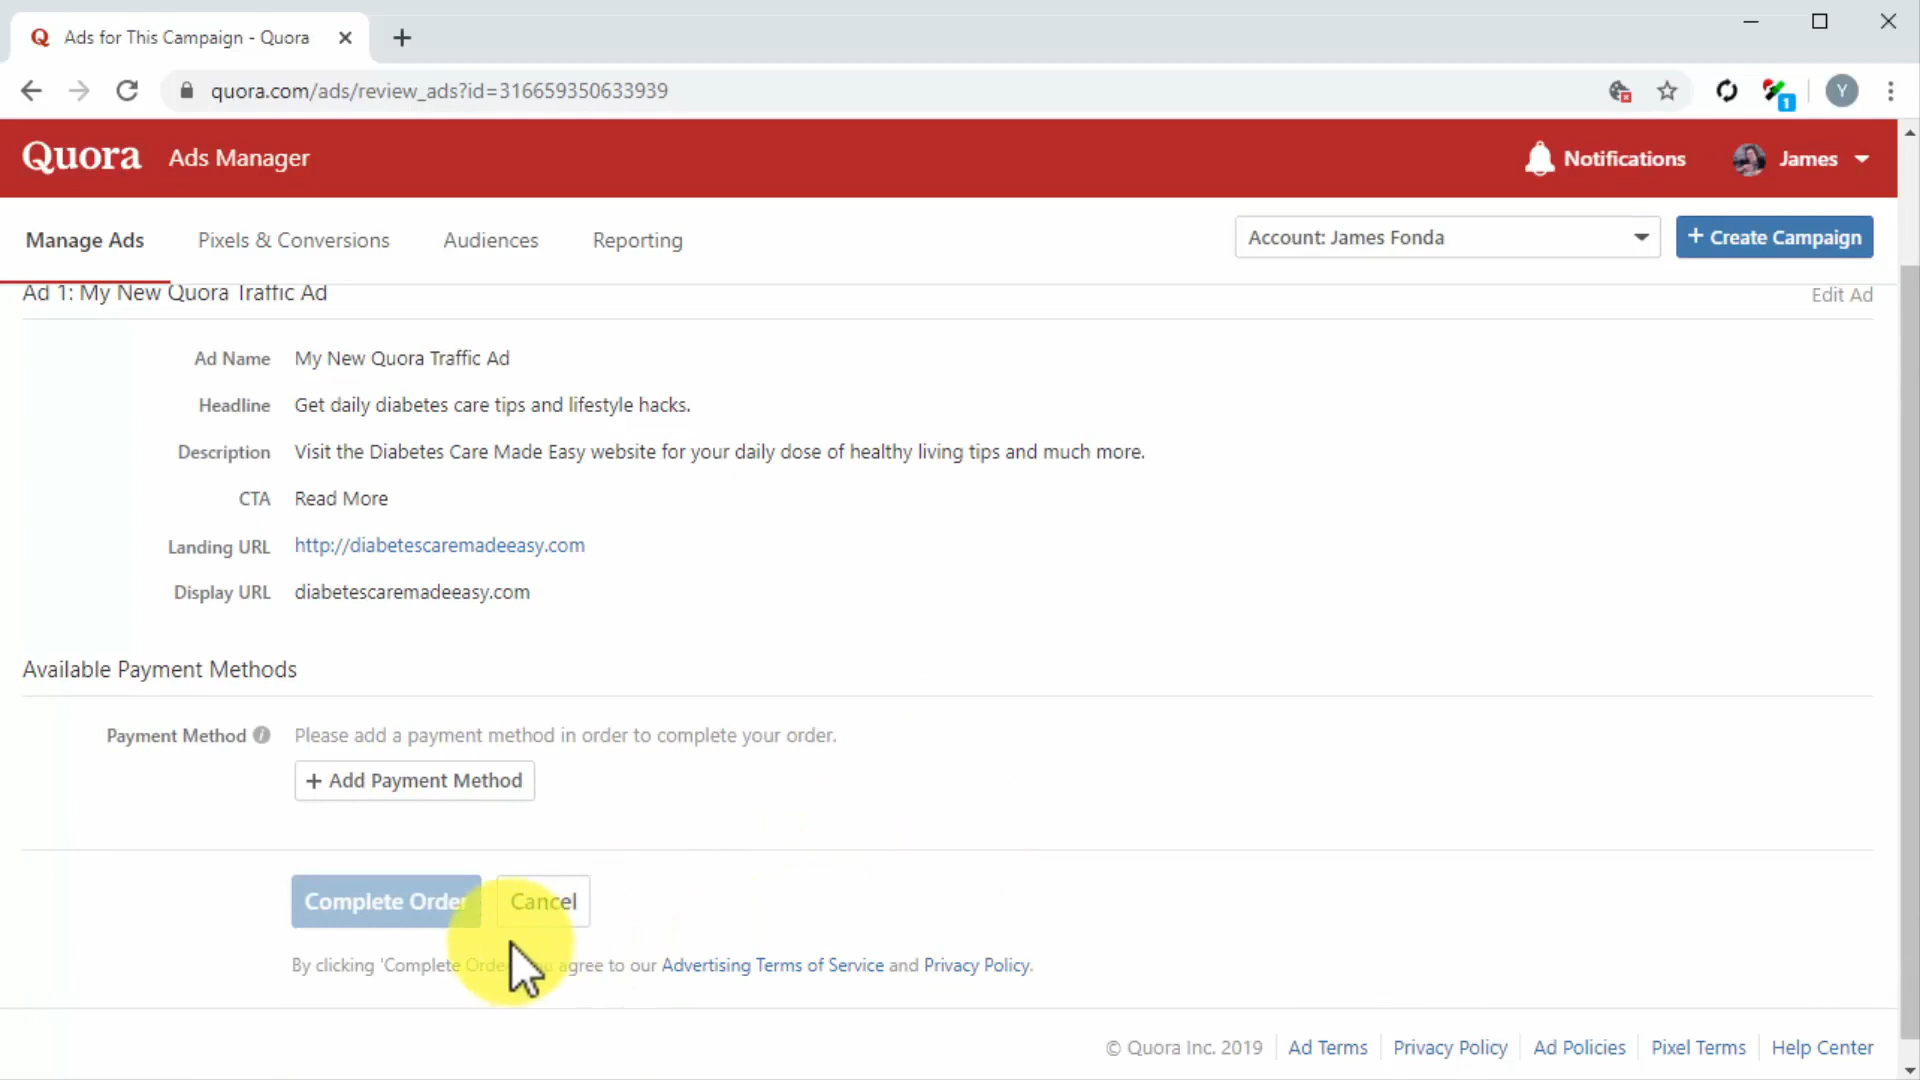 Q Ads for This Campaign - Quora
quora.com/ads/review_ads?id=316659350633939
1
Y
Quora Ads Manager Notifications James
Manage Ads Pixels & Conversions Audiences Reporting Account: James Fonda + Create Campaign
Ad 1: My New Quora Traffic Ad Edit Ad
Ad Name My New Quora Traffic Ad
Headline Get daily diabetes care tips and lifestyle hacks.
Description Visit the Diabetes Care Made Easy website for your daily dose of healthy living tips and much more.
CTA Read More
Landing URL http://diabetescaremadeeasy.com
Display URL diabetescaremadeeasy.com
Available Payment Methods
Payment Method i Please add a payment method in order to complete your order.
+ Add Payment Method
Complete Order Cancel
By clicking 'Complete Order agree to our Advertising Terms of Service and Privacy Policy.
© Quora Inc. 2019 Ad Terms Privacy Policy Ad Policies Pixel Terms Help Center